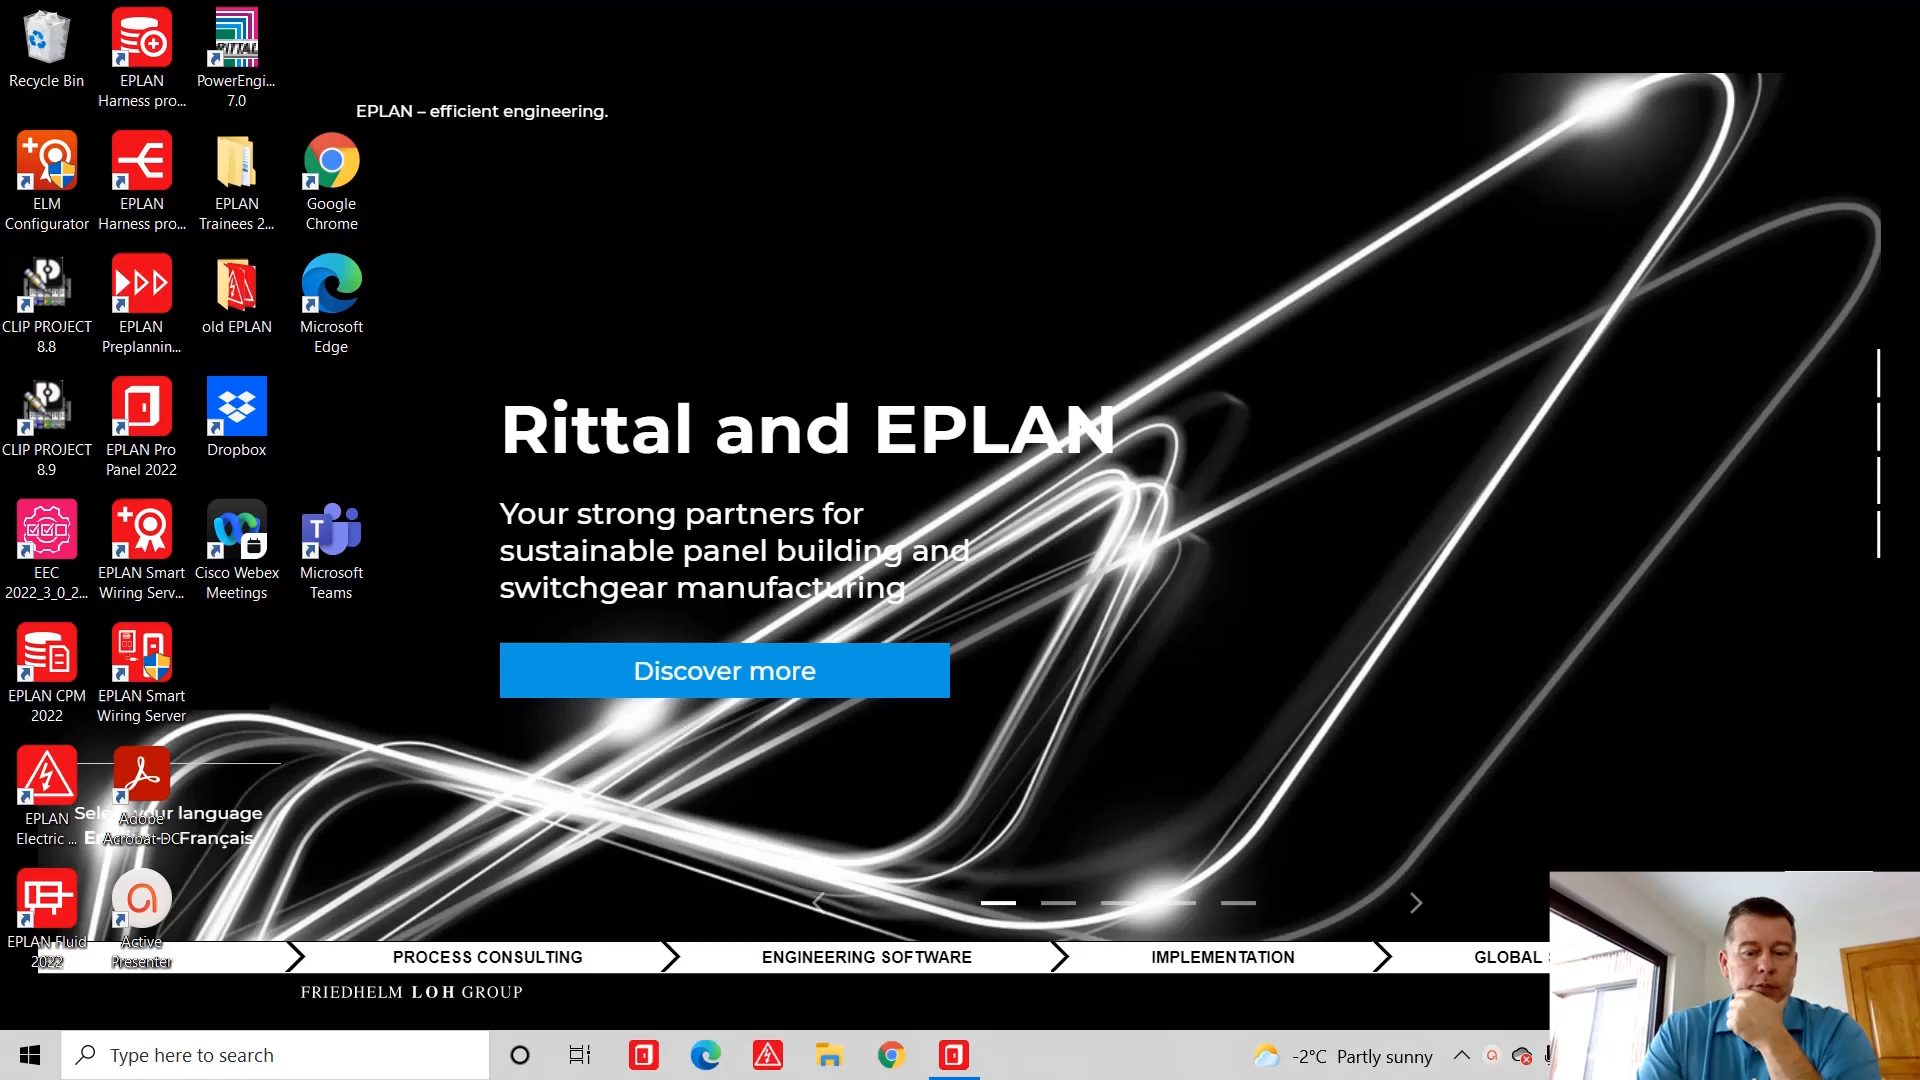 Recycle Bin
EPLAN
Harness pro...
RITTAL
PowerEngi...
7.0
EPLAN – efficient engineering.
ELM
Configurator
EPLAN
Harness pro...
EPLAN
Trainees 2...
Google
Chrome
CLIP PROJECT
8.8
EPLAN
Preplannin...
old EPLAN
Microsoft
Edge
Rittal and EPLAN
CLIP PROJECT
8.9
EPLAN Pro
Panel 2022
Dropbox
Your strong partners for
sustainable panel building and
switchgear manufacturing
EEC
2022_3_0_2...
EPLAN Smart
Wiring Serv...
Cisco Webex
Meetings
Microsoft
Teams
Discover more
EPLAN CPM
2022
EPLAN Smart
Wiring Server
EPLAN
Electric ...
Adobe
Acrobat DC
your language
Français
EPLAN Fluid
2022
Active
Presenter
PROCESS CONSULTING
ENGINEERING SOFTWARE
IMPLEMENTATION
GLOBAL
FRIEDHELM LOH GROUP
Type here to search
-2°C Partly sunny